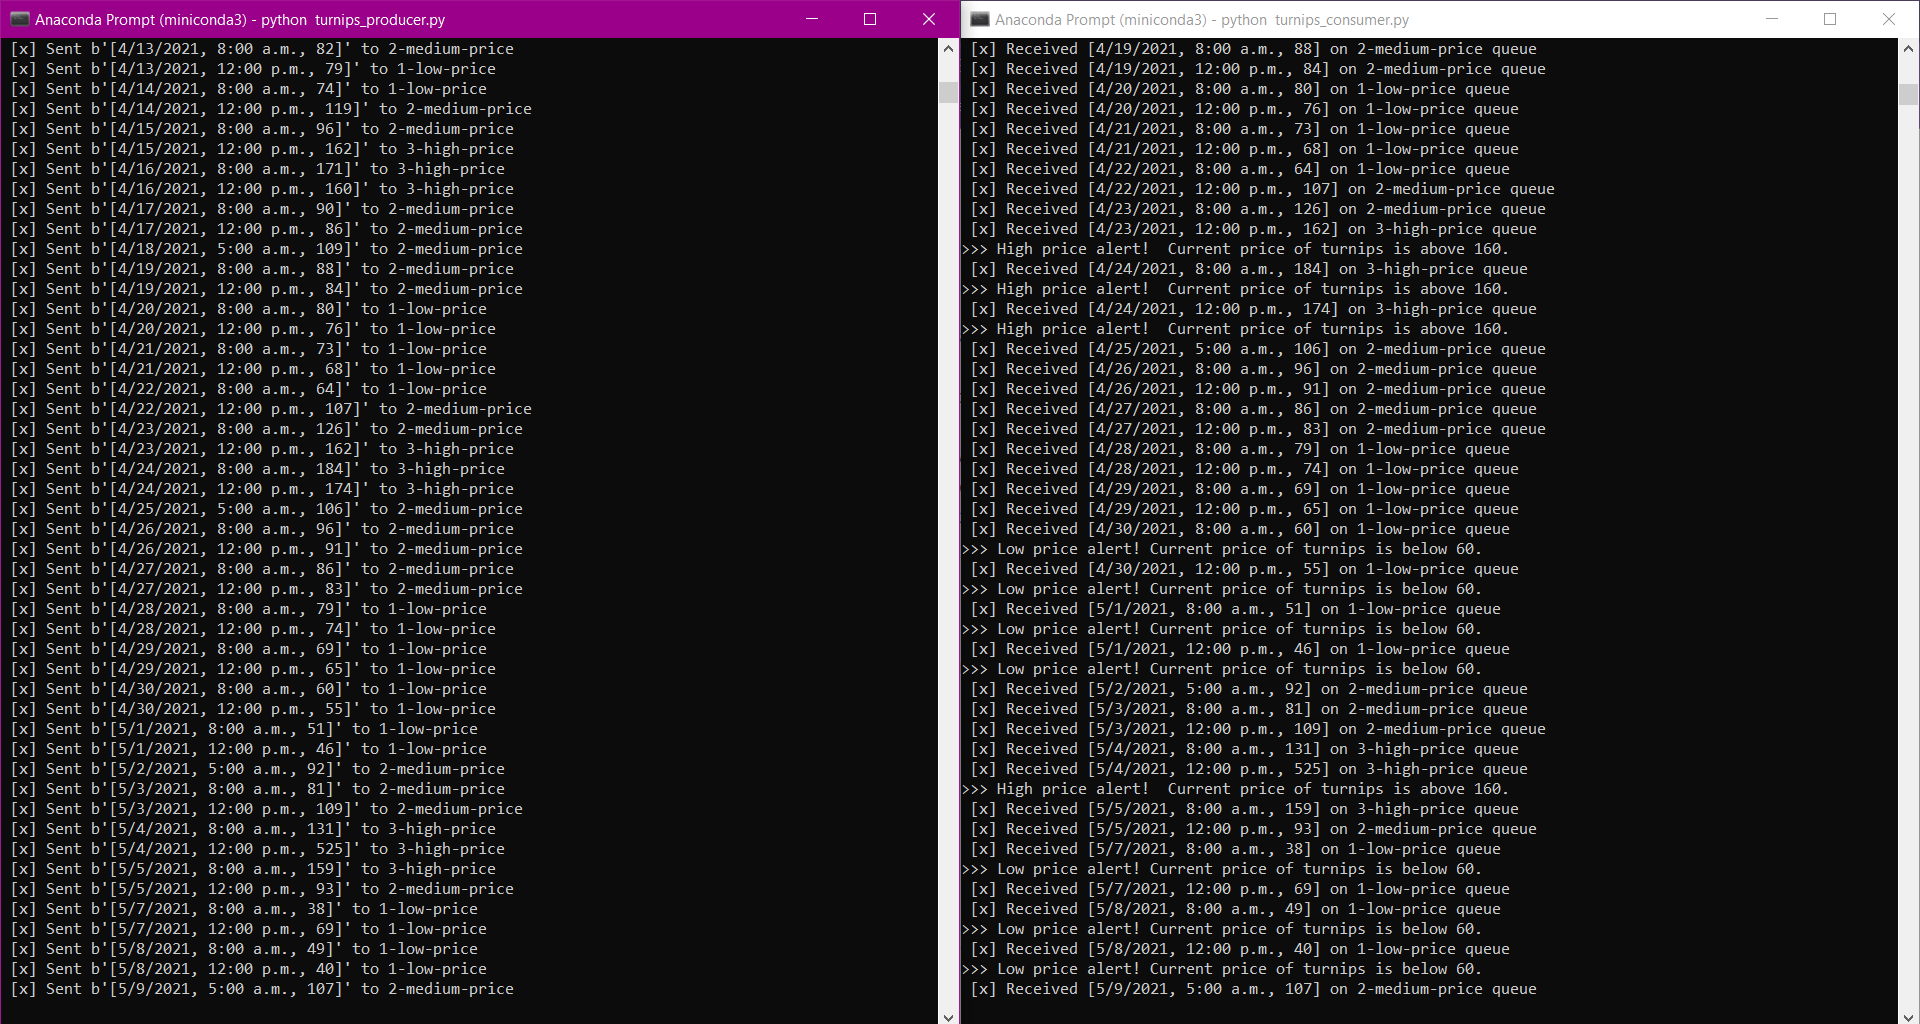 Anaconda Prompt (miniconda3) - python  turnips_producer.py
[x] Sent b'[4/13/2021, 8:00 a.m., 82]' to 2-medium-price
[x] Sent b'[4/13/2021, 12:00 p.m., 79]' to 1-low-price
[x] Sent b'[4/14/2021, 8:00 a.m., 74]' to 1-low-price
[x] Sent b'[4/14/2021, 12:00 p.m., 119]' to 2-medium-price
[x] Sent b'[4/15/2021, 8:00 a.m., 96]' to 2-medium-price
[x] Sent b'[4/15/2021, 12:00 p.m., 162]' to 3-high-price
[x] Sent b'[4/16/2021, 8:00 a.m., 171]' to 3-high-price
[x] Sent b'[4/16/2021, 12:00 p.m., 160]' to 3-high-price
[x] Sent b'[4/17/2021, 8:00 a.m., 90]' to 2-medium-price
[x] Sent b'[4/17/2021, 12:00 p.m., 86]' to 2-medium-price
[x] Sent b'[4/18/2021, 5:00 a.m., 109]' to 2-medium-price
[x] Sent b'[4/19/2021, 8:00 a.m., 88]' to 2-medium-price
[x] Sent b'[4/19/2021, 12:00 p.m., 84]' to 2-medium-price
[x] Sent b'[4/20/2021, 8:00 a.m., 80]' to 1-low-price
[x] Sent b'[4/20/2021, 12:00 p.m., 76]' to 1-low-price
[x] Sent b'[4/21/2021, 8:00 a.m., 73]' to 1-low-price
[x] Sent b'[4/21/2021, 12:00 p.m., 68]' to 1-low-price
[x] Sent b'[4/22/2021, 8:00 a.m., 64]' to 1-low-price
[x] Sent b'[4/22/2021, 12:00 p.m., 107]' to 2-medium-price
[x] Sent b'[4/23/2021, 8:00 a.m., 126]' to 2-medium-price
[x] Sent b'[4/23/2021, 12:00 p.m., 162]' to 3-high-price
[x] Sent b'[4/24/2021, 8:00 a.m., 184]' to 3-high-price
[x] Sent b'[4/24/2021, 12:00 p.m., 174]' to 3-high-price
[x] Sent b'[4/25/2021, 5:00 a.m., 106]' to 2-medium-price
[x] Sent b'[4/26/2021, 8:00 a.m., 96]' to 2-medium-price
[x] Sent b'[4/26/2021, 12:00 p.m., 91]' to 2-medium-price
[x] Sent b'[4/27/2021, 8:00 a.m., 86]' to 2-medium-price
[x] Sent b'[4/27/2021, 12:00 p.m., 83]' to 2-medium-price
[x] Sent b'[4/28/2021, 8:00 a.m., 79]' to 1-low-price
[x] Sent b'[4/28/2021, 12:00 p.m., 74]' to 1-low-price
[x] Sent b'[4/29/2021, 8:00 a.m., 69]' to 1-low-price
[x] Sent b'[4/29/2021, 12:00 p.m., 65]' to 1-low-price
[x] Sent b'[4/30/2021, 8:00 a.m., 60]' to 1-low-price
[x] Sent b'[4/30/2021, 12:00 p.m., 55]' to 1-low-price
[x] Sent b'[5/1/2021, 8:00 a.m., 51]' to 1-low-price
[x] Sent b'[5/1/2021, 12:00 p.m., 46]' to 1-low-price
[x] Sent b'[5/2/2021, 5:00 a.m., 92]' to 2-medium-price
[x] Sent b'[5/3/2021, 8:00 a.m., 81]' to 2-medium-price
[x] Sent b'[5/3/2021, 12:00 p.m., 109]' to 2-medium-price
[x] Sent b'[5/4/2021, 8:00 a.m., 131]' to 3-high-price
[x] Sent b'[5/4/2021, 12:00 p.m., 525]' to 3-high-price
[x] Sent b'[5/5/2021, 8:00 a.m., 159]' to 3-high-price
[x] Sent b'[5/5/2021, 12:00 p.m., 93]' to 2-medium-price
[x] Sent b'[5/7/2021, 8:00 a.m., 38]' to 1-low-price
[x] Sent b'[5/7/2021, 12:00 p.m., 69]' to 1-low-price
[x] Sent b'[5/8/2021, 8:00 a.m., 49]' to 1-low-price
[x] Sent b'[5/8/2021, 12:00 p.m., 40]' to 1-low-price
[x] Sent b'[5/9/2021, 5:00 a.m., 107]' to 2-medium-price
Anaconda Prompt (miniconda3) - python  turnips_consumer.py
[x] Received [4/19/2021, 8:00 a.m., 88] on 2-medium-price queue
[x] Received [4/19/2021, 12:00 p.m., 84] on 2-medium-price queue
[x] Received [4/20/2021, 8:00 a.m., 80] on 1-low-price queue
[x] Received [4/20/2021, 12:00 p.m., 76] on 1-low-price queue
[x] Received [4/21/2021, 8:00 a.m., 73] on 1-low-price queue
[x] Received [4/21/2021, 12:00 p.m., 68] on 1-low-price queue
[x] Received [4/22/2021, 8:00 a.m., 64] on 1-low-price queue
[x] Received [4/22/2021, 12:00 p.m., 107] on 2-medium-price queue
[x] Received [4/23/2021, 8:00 a.m., 126] on 2-medium-price queue
[x] Received [4/23/2021, 12:00 p.m., 162] on 3-high-price queue
>>> High price alert!  Current price of turnips is above 160.
[x] Received [4/24/2021, 8:00 a.m., 184] on 3-high-price queue
>>> High price alert!  Current price of turnips is above 160.
[x] Received [4/24/2021, 12:00 p.m., 174] on 3-high-price queue
>>> High price alert!  Current price of turnips is above 160.
[x] Received [4/25/2021, 5:00 a.m., 106] on 2-medium-price queue
[x] Received [4/26/2021, 8:00 a.m., 96] on 2-medium-price queue
[x] Received [4/26/2021, 12:00 p.m., 91] on 2-medium-price queue
[x] Received [4/27/2021, 8:00 a.m., 86] on 2-medium-price queue
[x] Received [4/27/2021, 12:00 p.m., 83] on 2-medium-price queue
[x] Received [4/28/2021, 8:00 a.m., 79] on 1-low-price queue
[x] Received [4/28/2021, 12:00 p.m., 74] on 1-low-price queue
[x] Received [4/29/2021, 8:00 a.m., 69] on 1-low-price queue
[x] Received [4/29/2021, 12:00 p.m., 65] on 1-low-price queue
[x] Received [4/30/2021, 8:00 a.m., 60] on 1-low-price queue
>>> Low price alert! Current price of turnips is below 60.
[x] Received [4/30/2021, 12:00 p.m., 55] on 1-low-price queue
>>> Low price alert! Current price of turnips is below 60.
[x] Received [5/1/2021, 8:00 a.m., 51] on 1-low-price queue
>>> Low price alert! Current price of turnips is below 60.
[x] Received [5/1/2021, 12:00 p.m., 46] on 1-low-price queue
>>> Low price alert! Current price of turnips is below 60.
[x] Received [5/2/2021, 5:00 a.m., 92] on 2-medium-price queue
[x] Received [5/3/2021, 8:00 a.m., 81] on 2-medium-price queue
[x] Received [5/3/2021, 12:00 p.m., 109] on 2-medium-price queue
[x] Received [5/4/2021, 8:00 a.m., 131] on 3-high-price queue
[x] Received [5/4/2021, 12:00 p.m., 525] on 3-high-price queue
>>> High price alert!  Current price of turnips is above 160.
[x] Received [5/5/2021, 8:00 a.m., 159] on 3-high-price queue
[x] Received [5/5/2021, 12:00 p.m., 93] on 2-medium-price queue
[x] Received [5/7/2021, 8:00 a.m., 38] on 1-low-price queue
>>> Low price alert! Current price of turnips is below 60.
[x] Received [5/7/2021, 12:00 p.m., 69] on 1-low-price queue
[x] Received [5/8/2021, 8:00 a.m., 49] on 1-low-price queue
>>> Low price alert! Current price of turnips is below 60.
[x] Received [5/8/2021, 12:00 p.m., 40] on 1-low-price queue
>>> Low price alert! Current price of turnips is below 60.
[x] Received [5/9/2021, 5:00 a.m., 107] on 2-medium-price queue